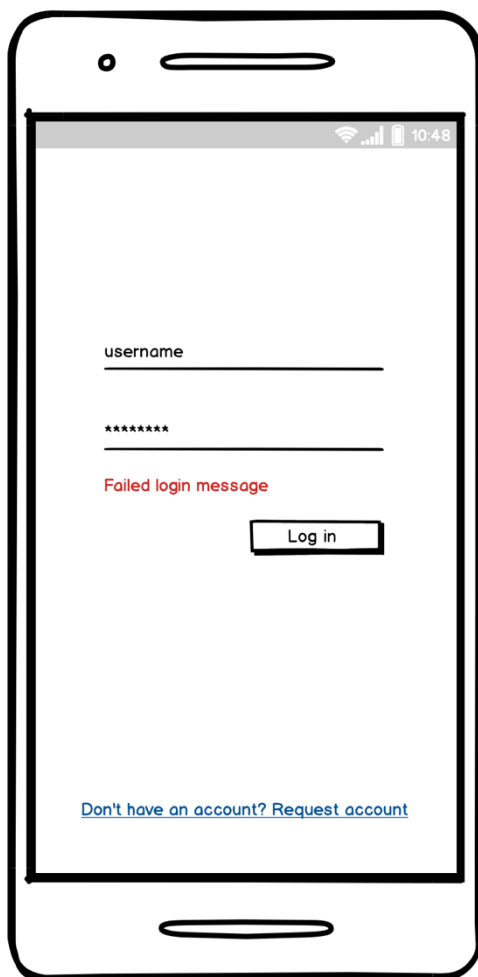 10:48
username
********
Failed login message
Log in
Don't have an account? Request account